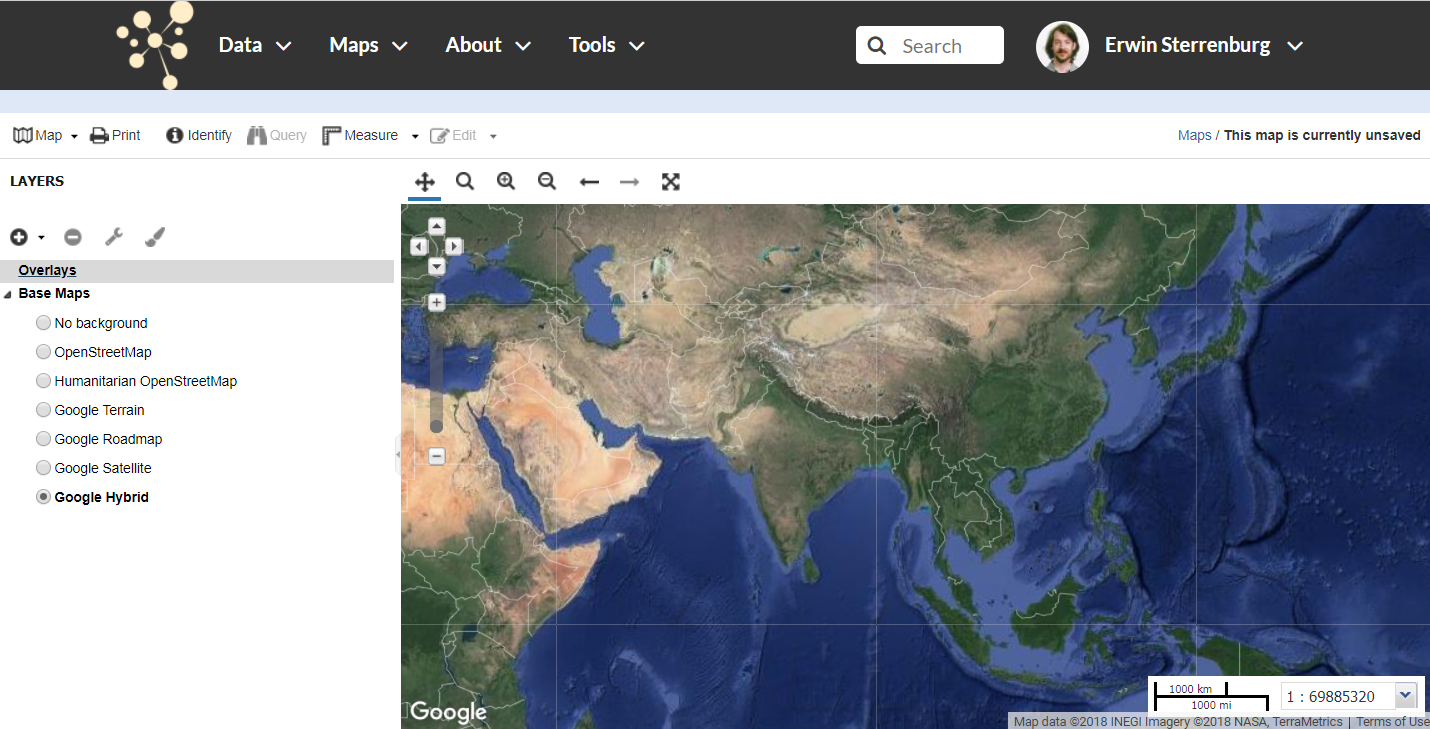 Data Maps About Tools Search Erwin Sterrenburg
Map Print Identify Query Measure Edit Maps / This map is currently unsaved
LAYERS
Overlays
Base Maps
No background
OpenStreetMap
Humanitarian OpenStreetMap
Google Terrain
Google Roadmap
Google Satellite
Google Hybrid
Google
1000 km
1000 mi
1 : 69885320
Map data ©2018 INEGI Imagery ©2018 NASA, TerraMetrics | Terms of Use